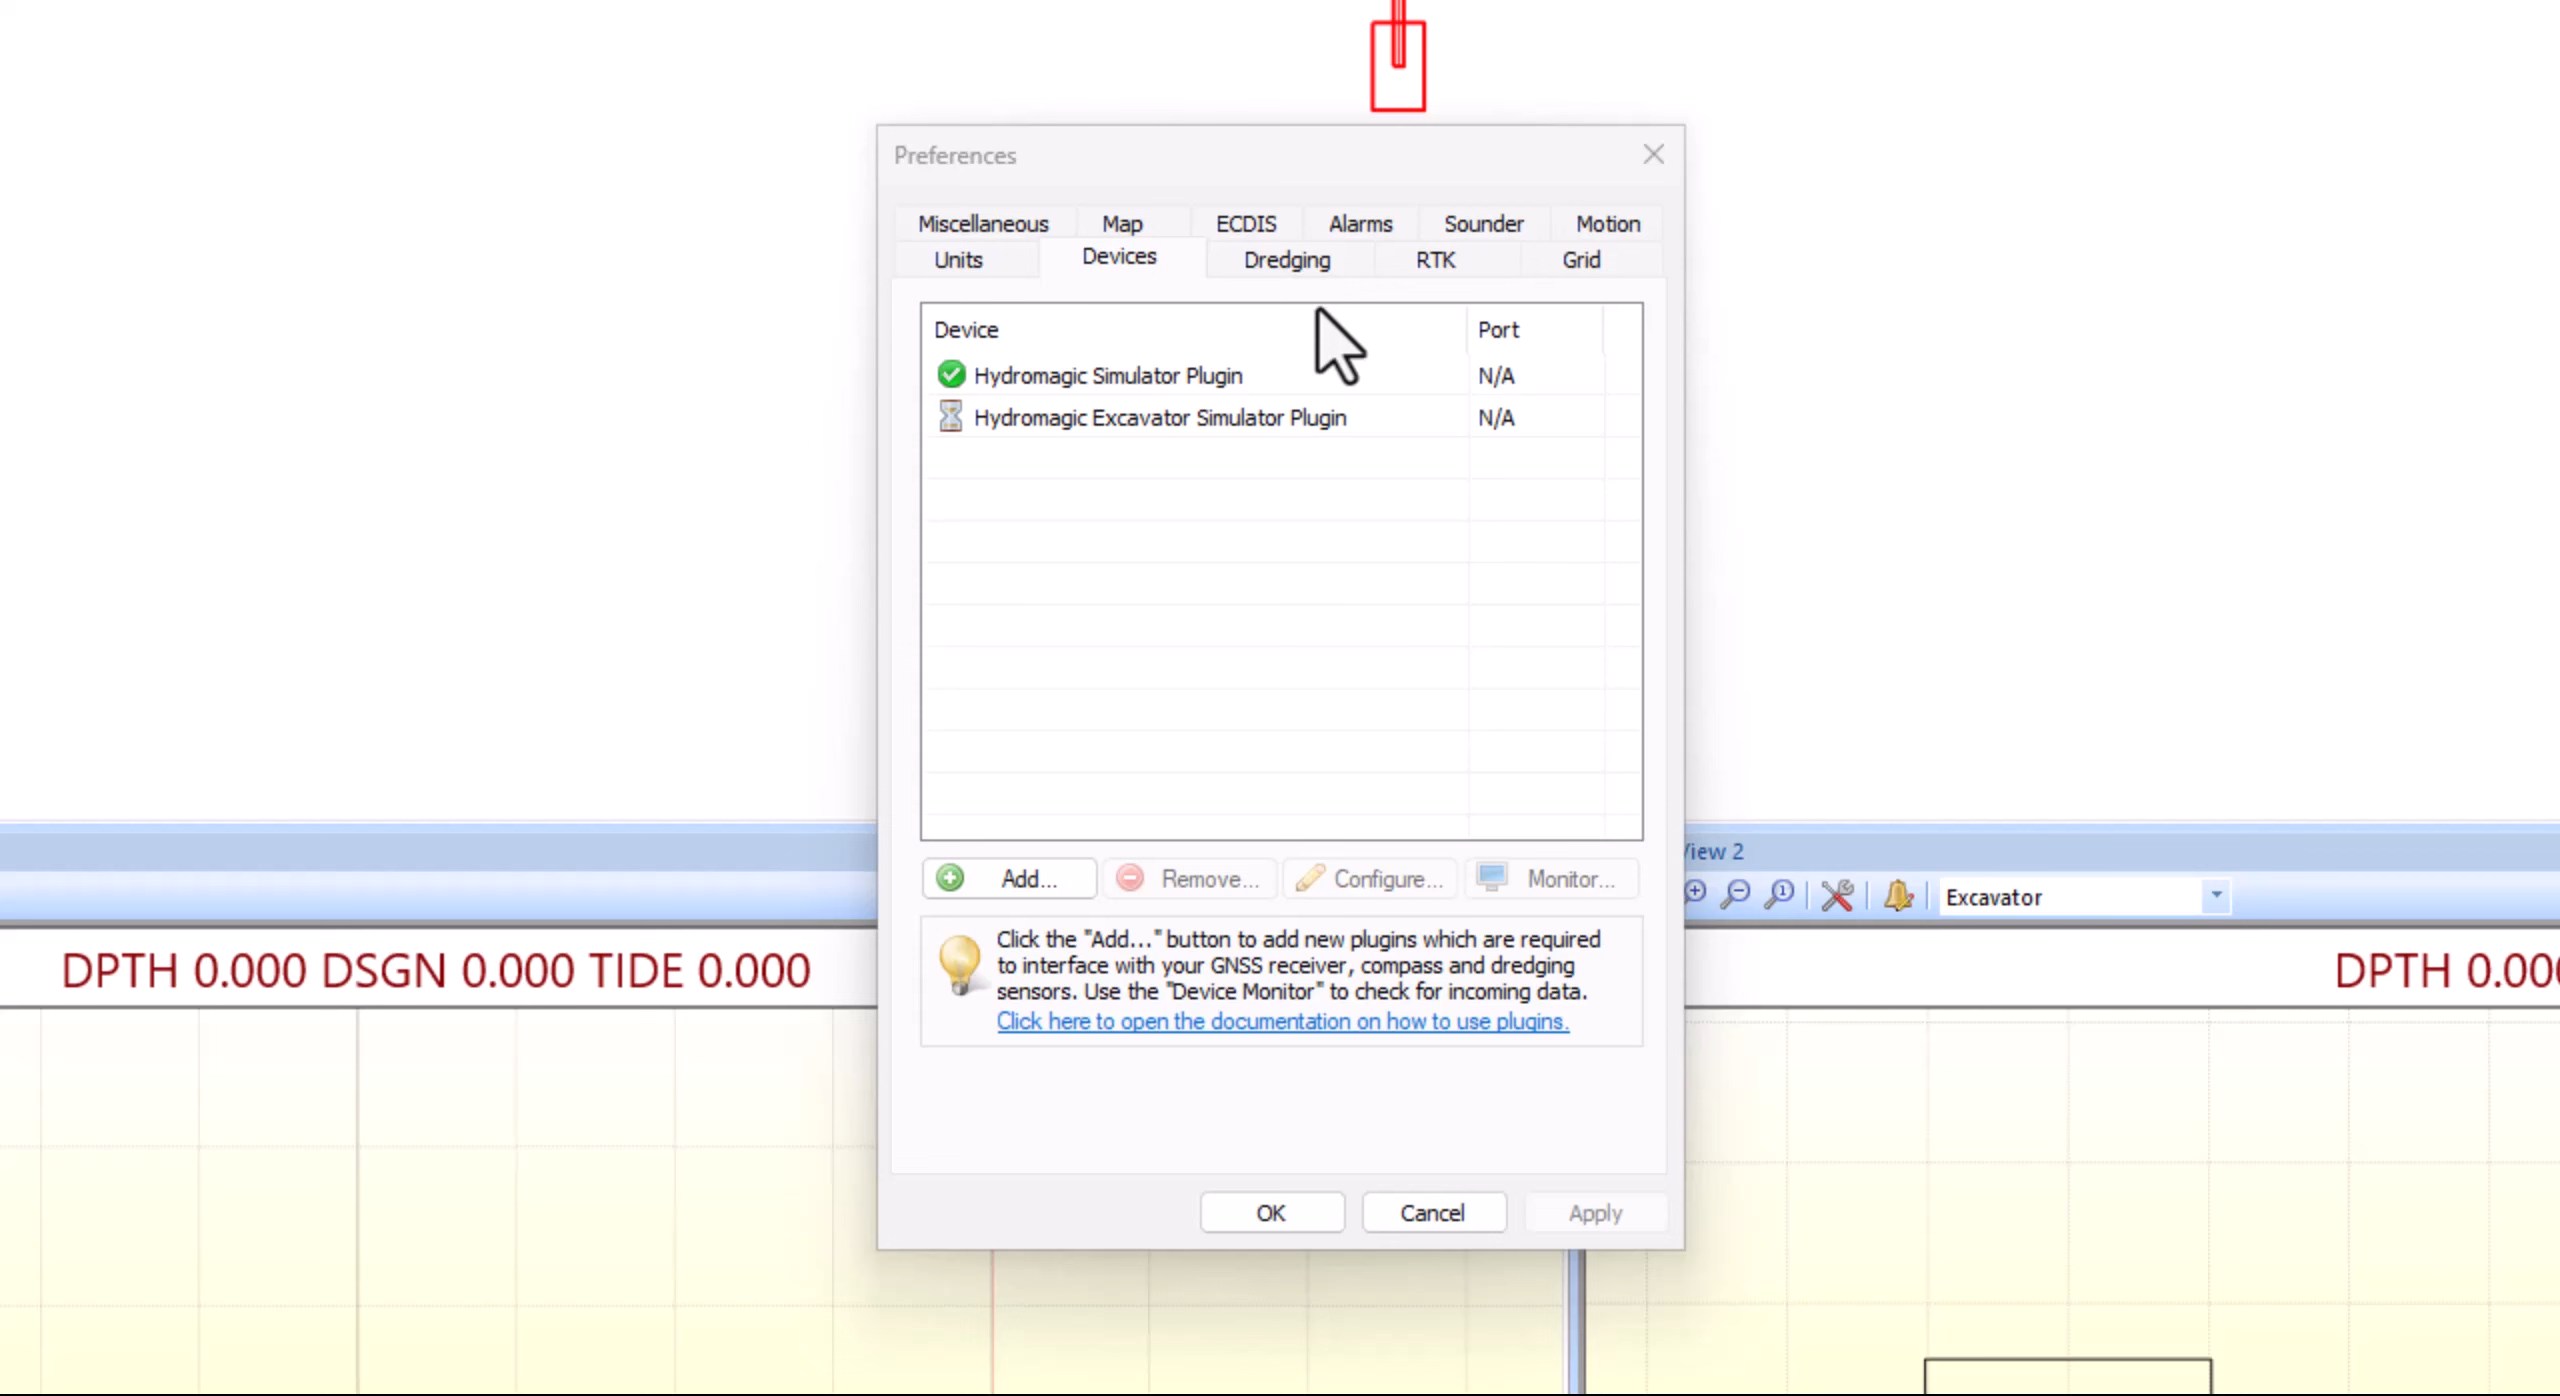 Preferences
Miscellaneous Map ECDIS Alarms Sounder Motion
Units Devices Dredging RTK Grid
Device Port
Hydromagic Simulator Plugin N/A
Hydromagic Excavator Simulator Plugin N/A
Add... Remove... Configure... Monitor...
View 2
Excavator
Click the "Add..." button to add new plugins which are required
to interface with your GNSS receiver, compass and dredging
sensors. Use the "Device Monitor" to check for incoming data.
Click here to open the documentation on how to use plugins.
DPTH 0.000 DSGN 0.000 TIDE 0.000
DPTH 0.00
OK Cancel Apply